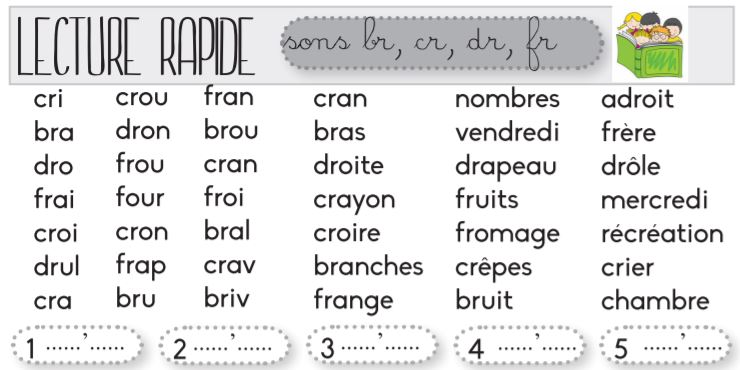 LECTURE RAPIDE sons br, cr, dr, fr
cri crou fran cran nombres adroit
bra dron brou bras vendredi frère
dro frou cran droite drapeau drôle
frai four froi crayon fruits mercredi
croi cron bral croire fromage récréation
drul frap crav branches crêpes crier
cra bru briv frange bruit chambre
1 ......’...... 2 ......’...... 3 ......’...... 4 ......’...... 5 ......’......